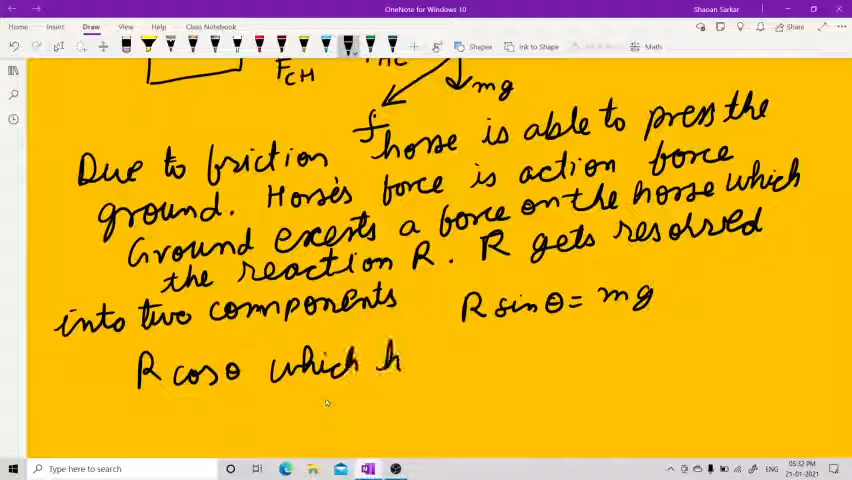 OneNote for Windows 10
Shaoan Sarkar
Home Insert Draw View Help Class Notebook
Share
Shapes Ink to Shape Math
F CH
mg
f
Due to friction horse is able to press the
ground. Horse's force is action force
Ground exerts a force on the horse which
the reaction R. R gets resolved
into two components R sin θ = mg
R cos θ which h
Type here to search
ENG
05:32 PM
21-01-2021